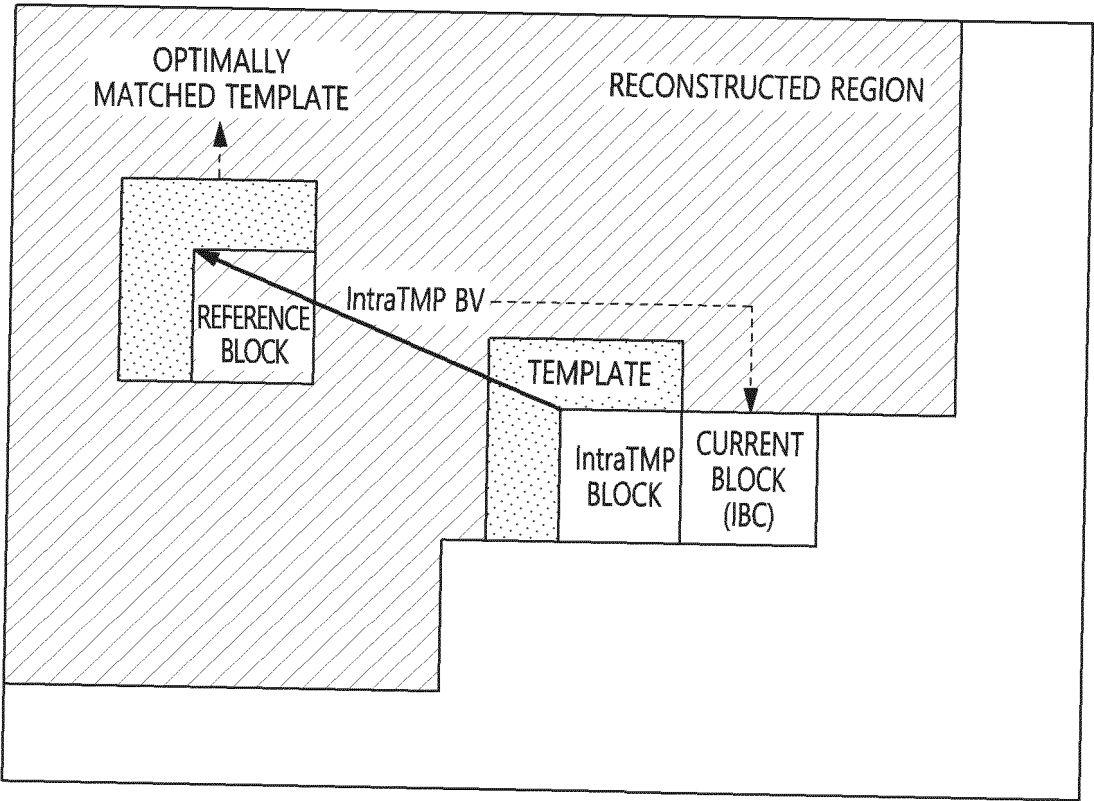 OPTIMALLY
MATCHED TEMPLATE
RECONSTRUCTED REGION
IntraTMP BV
REFERENCE
BLOCK
TEMPLATE
IntraTMP
BLOCK
CURRENT
BLOCK
(IBC)